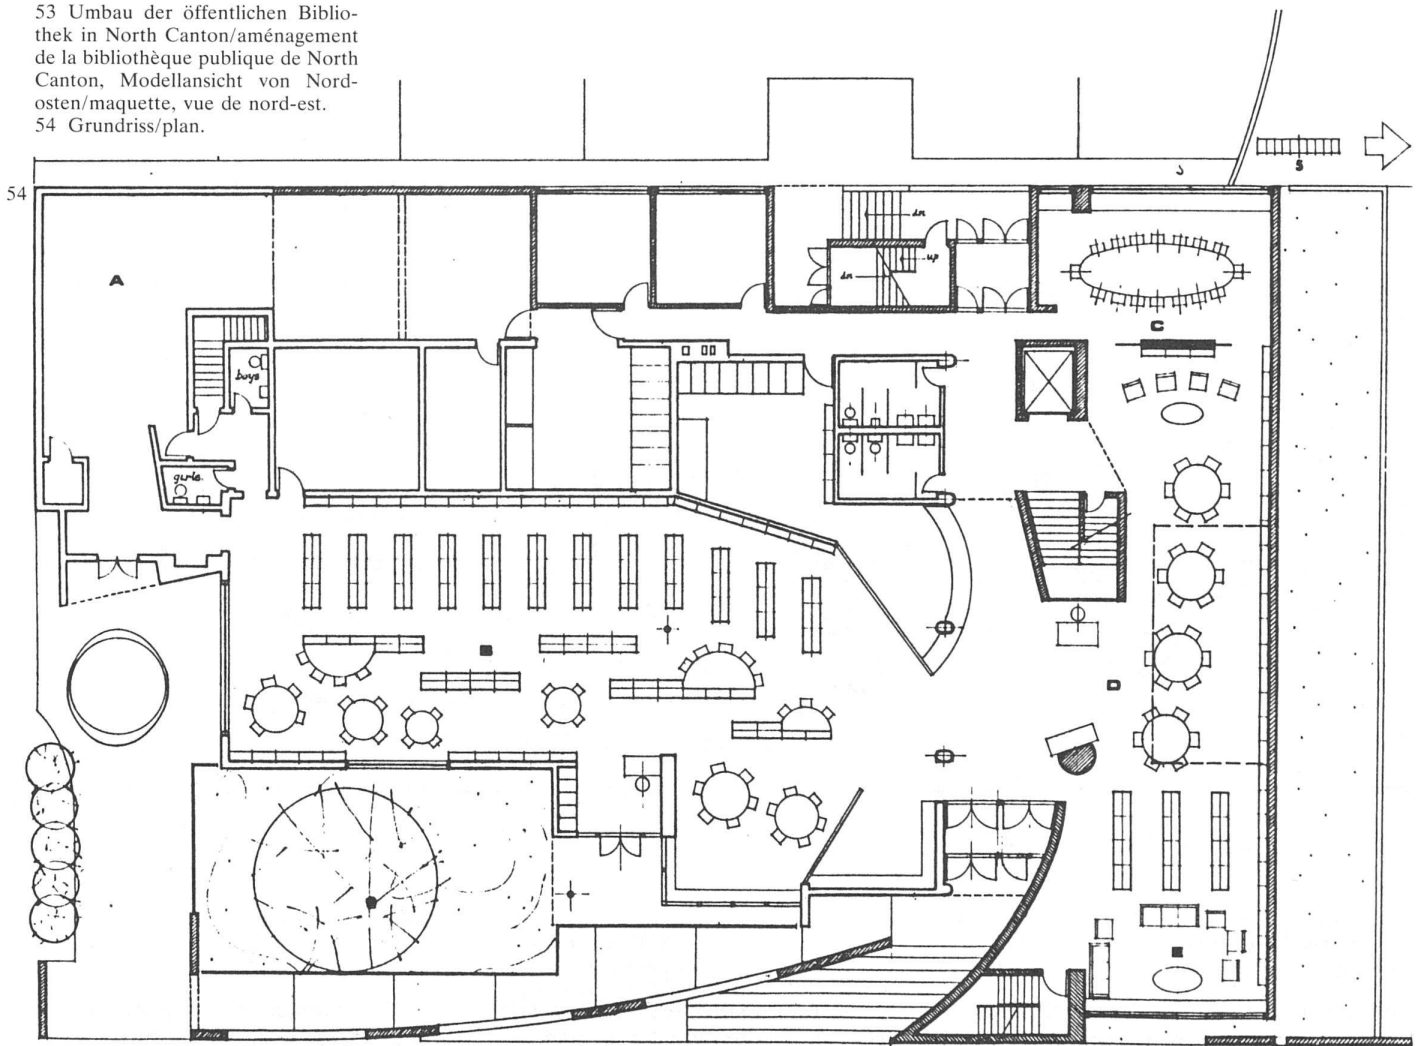 53 Umbau der öffentlichen Biblio-
thek in North Canton/aménagement
de la bibliothèque publique de North
Canton, Modellansicht von Nord-
osten/maquette, vue de nord-est.
54 Grundriss/plan.
54
S
dn
up
dn
A
C
boys
girls
B
D
E